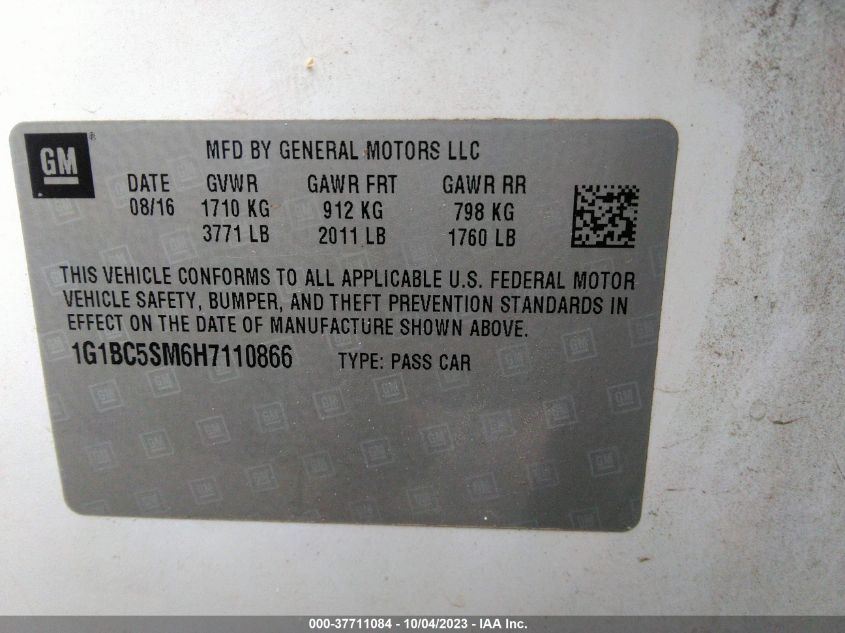 GM ®
MFD BY GENERAL MOTORS LLC
DATE GVWR GAWR FRT GAWR RR
08/16 1710 KG 912 KG 798 KG
3771 LB 2011 LB 1760 LB
THIS VEHICLE CONFORMS TO ALL APPLICABLE U.S. FEDERAL MOTOR
VEHICLE SAFETY, BUMPER, AND THEFT PREVENTION STANDARDS IN
EFFECT ON THE DATE OF MANUFACTURE SHOWN ABOVE.
1G1BC5SM6H7110866 TYPE: PASS CAR
000-37711084 - 10/04/2023 - IAA Inc.